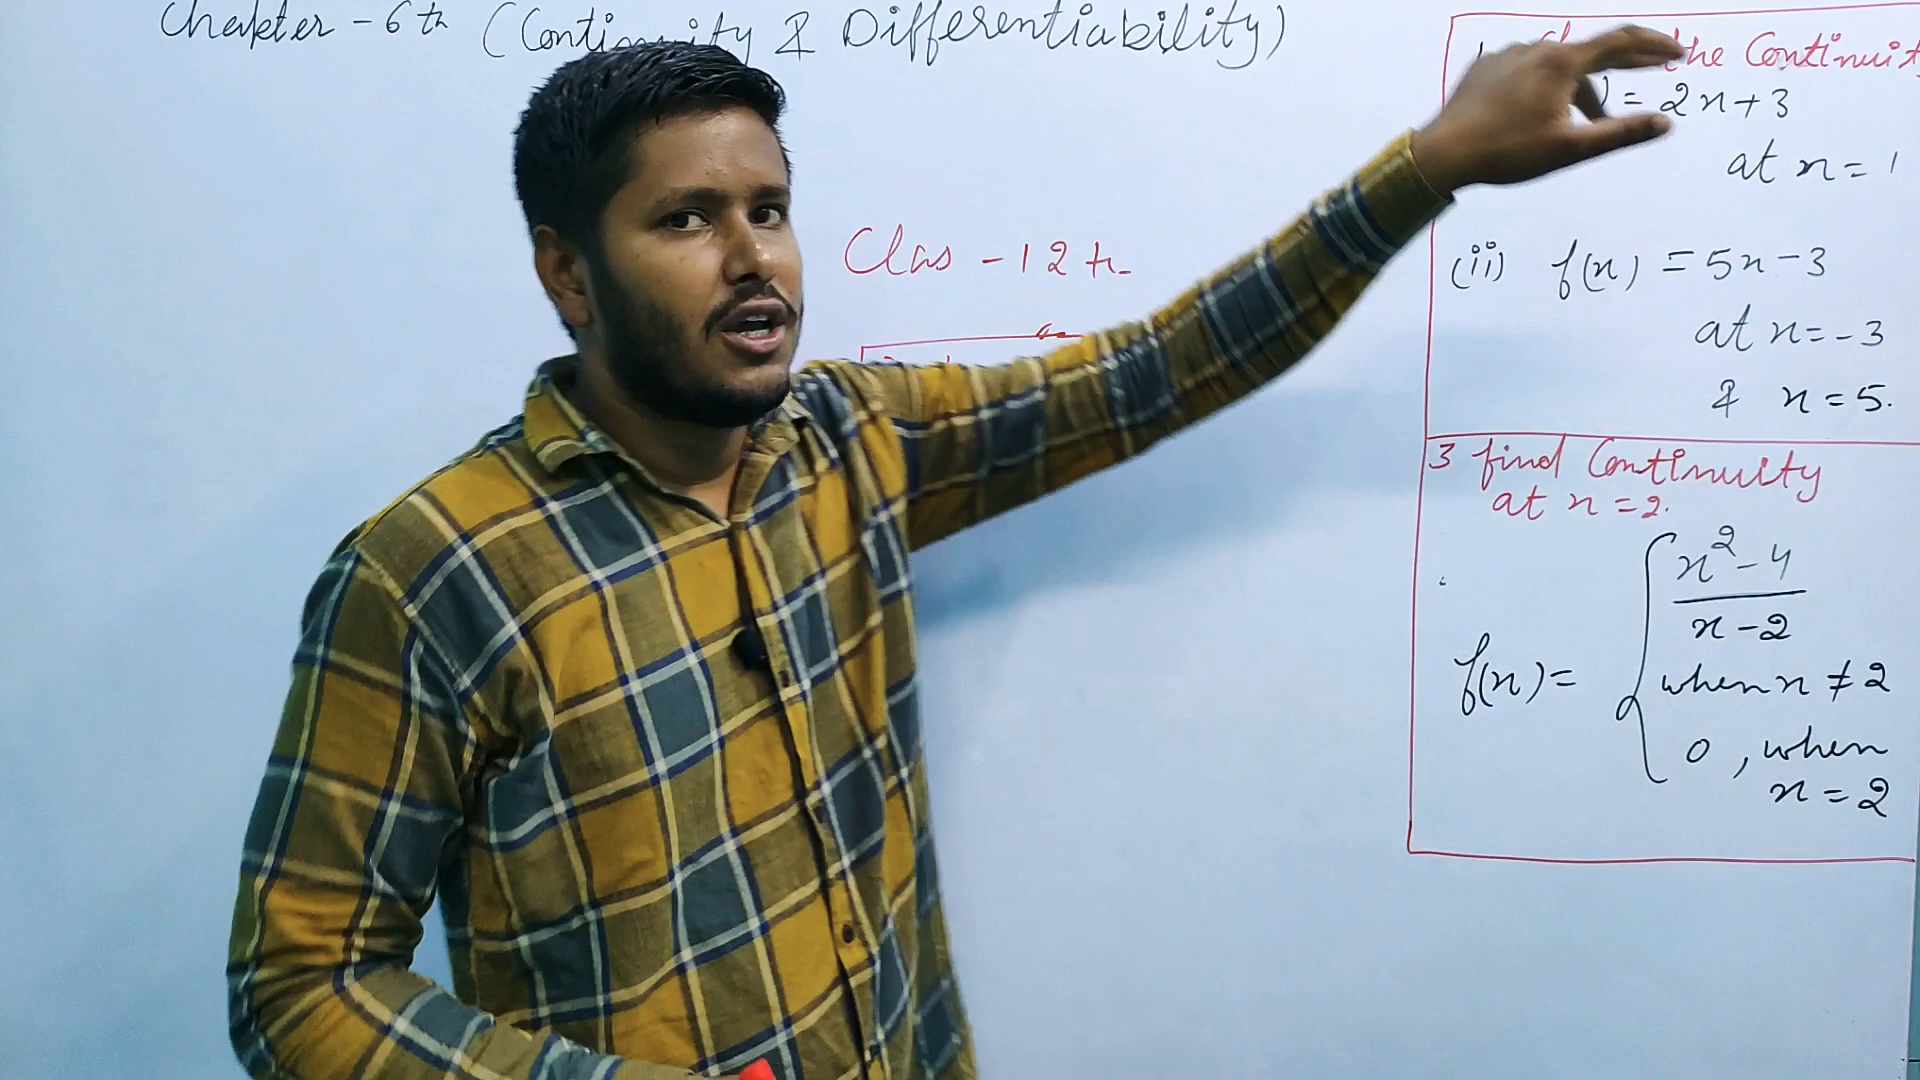 Chapter - 6th (Continuity & Differentiability)
Class - 12th
the Continuity
) = 2x+3
at x = 1
(ii) f(x) = 5x-3
at x = -3
& x = 5.
3 find Continuity
at x = 2.
x²-4
x-2
f(x) =
when x ≠ 2
0, when
x = 2